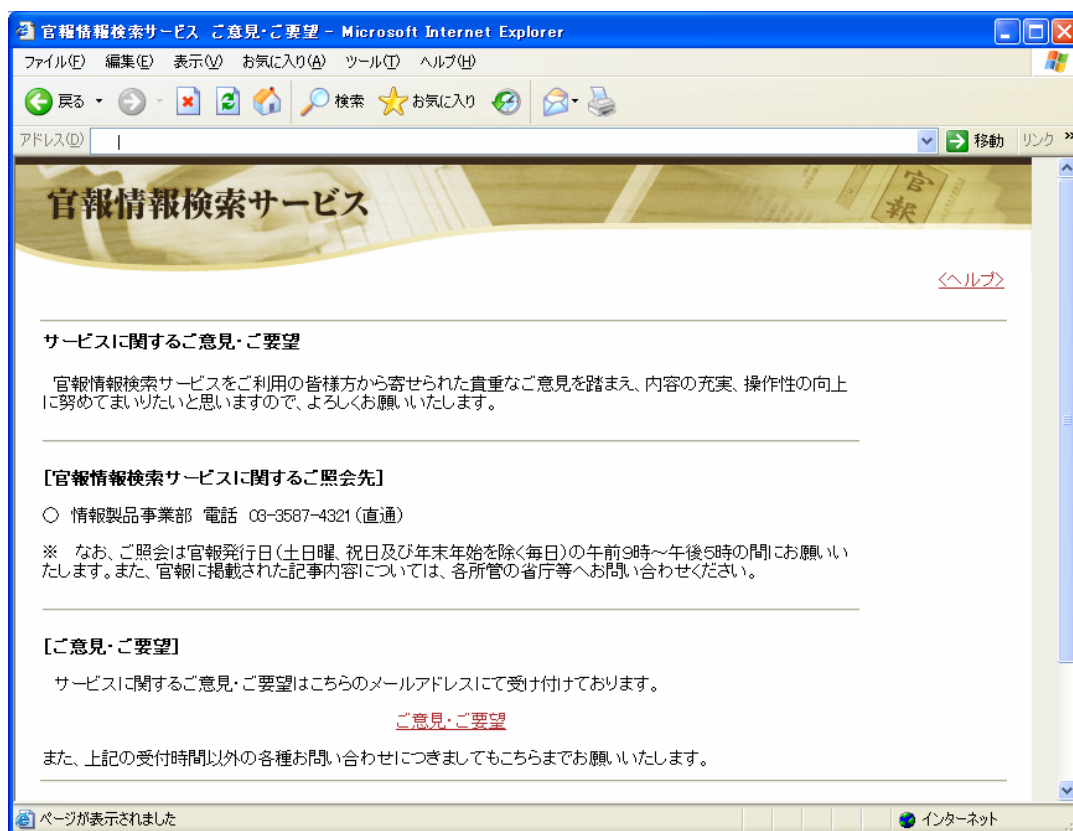 官報情報検索サービス ご意見・ご要望 - Microsoft Internet Explorer
ファイル(F) 編集(E) 表示(V) お気に入り(A) ツール(T) ヘルプ(H)
戻る 検索 お気に入り
アドレス(D) 移動 リンク »
官報情報検索サービス
官報
<ヘルプ>
サービスに関するご意見・ご要望
官報情報検索サービスをご利用の皆様方から寄せられた貴重なご意見を踏まえ、内容の充実、操作性の向上
に努めてまいりたいと思いますので、よろしくお願いいたします。
[官報情報検索サービスに関するご照会先]
○ 情報製品事業部 電話 03-3587-4321(直通)
※ なお、ご照会は官報発行日(土日曜、祝日及び年末年始を除く毎日)の午前9時~午後5時の間にお願いい
たします。また、官報に掲載された記事内容については、各所管の省庁等へお問い合わせください。
[ご意見・ご要望]
サービスに関するご意見・ご要望はこちらのメールアドレスにて受け付けております。
ご意見・ご要望
また、上記の受付時間以外の各種お問い合わせにつきましてもこちらまでお願いいたします。
ページが表示されました インターネット